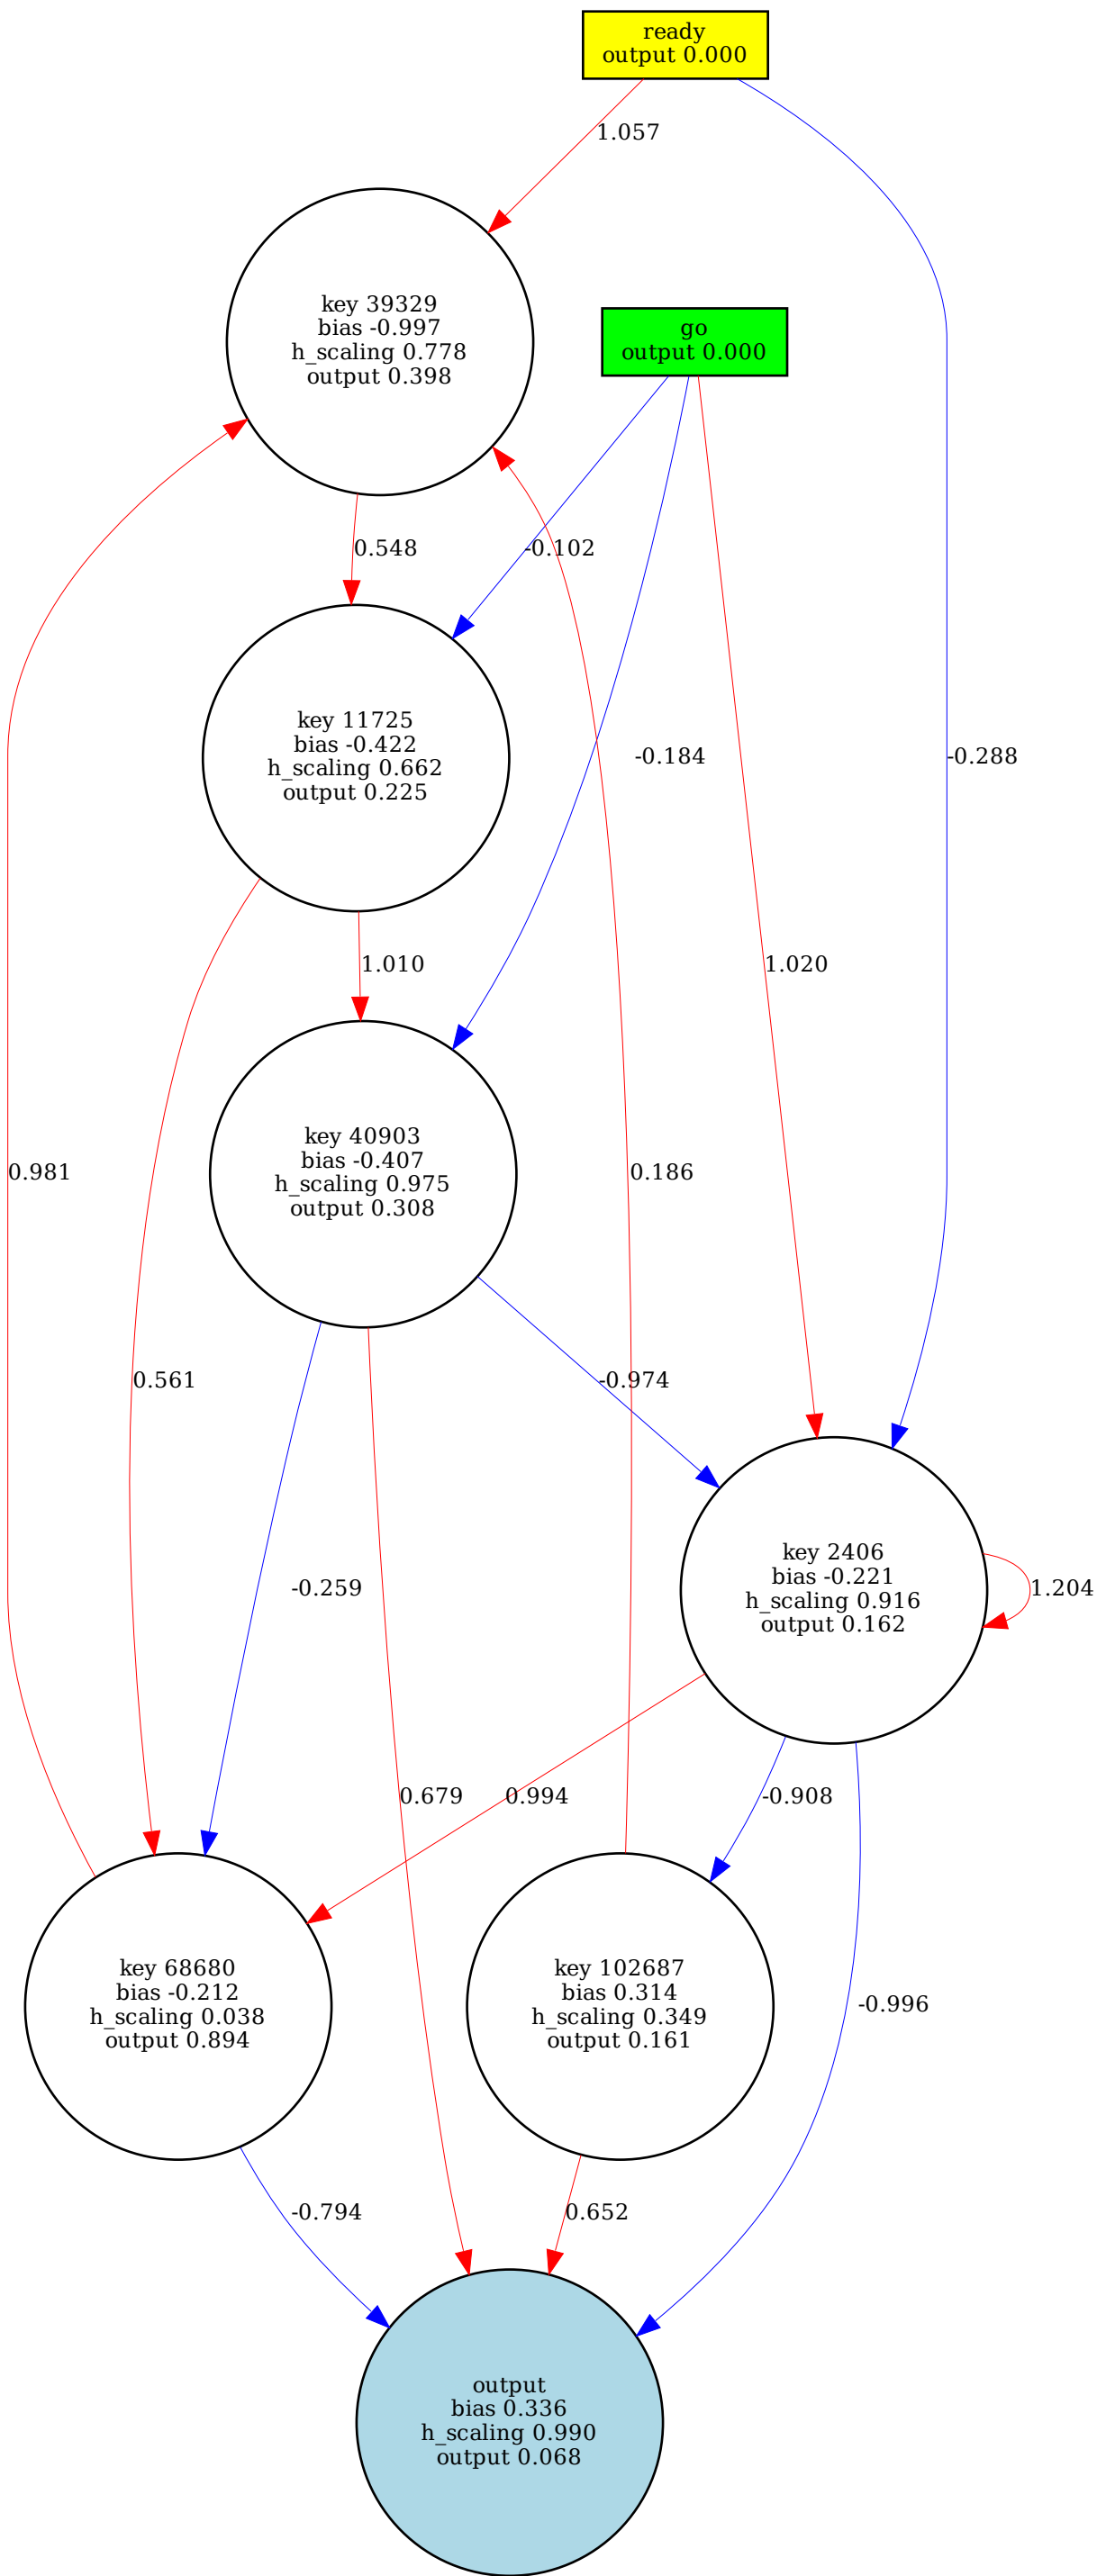 ready
output 0.000
1.057
key 39329
bias -0.997
h_scaling 0.778
output 0.398
go
output 0.000
0.548
-0.102
key 11725
bias -0.422
h_scaling 0.662
output 0.225
-0.184
-0.288
1.010
1.020
key 40903
bias -0.407
h_scaling 0.975
output 0.308
0.981
0.186
0.561
-0.974
key 2406
bias -0.221
h_scaling 0.916
output 0.162
-0.259
1.204
0.679
0.994
-0.908
key 68680
bias -0.212
h_scaling 0.038
output 0.894
key 102687
bias 0.314
h_scaling 0.349
output 0.161
-0.996
-0.794
0.652
output
bias 0.336
h_scaling 0.990
output 0.068